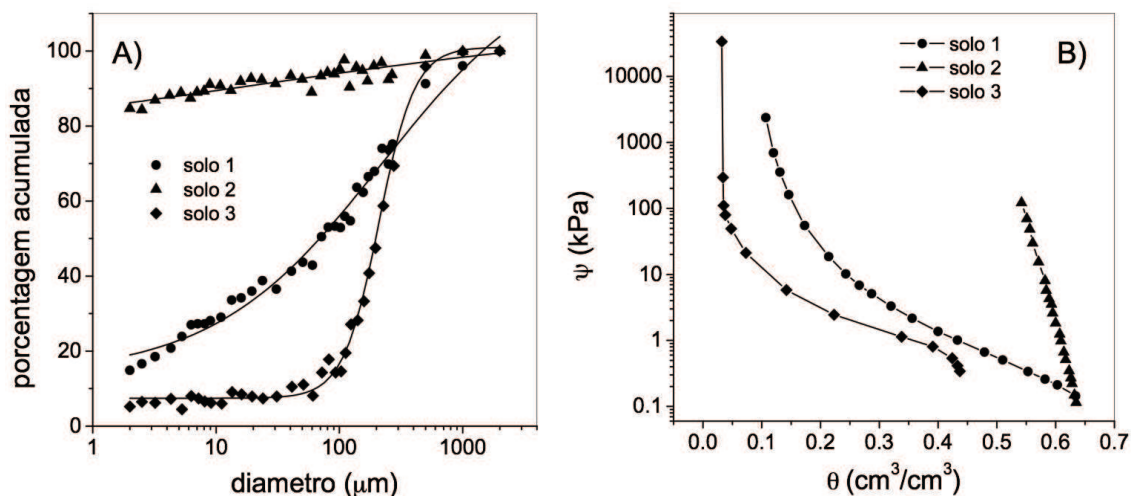 A)
100
80
60
40
20
0
porcentagem acumulada
solo 1
solo 2
solo 3
1
10
100
1000
diametro (μm)
B)
solo 1
solo 2
solo 3
10000
1000
100
10
1
0.1
ψ (kPa)
0.0
0.1
0.2
0.3
0.4
0.5
0.6
0.7
θ (cm³/cm³)